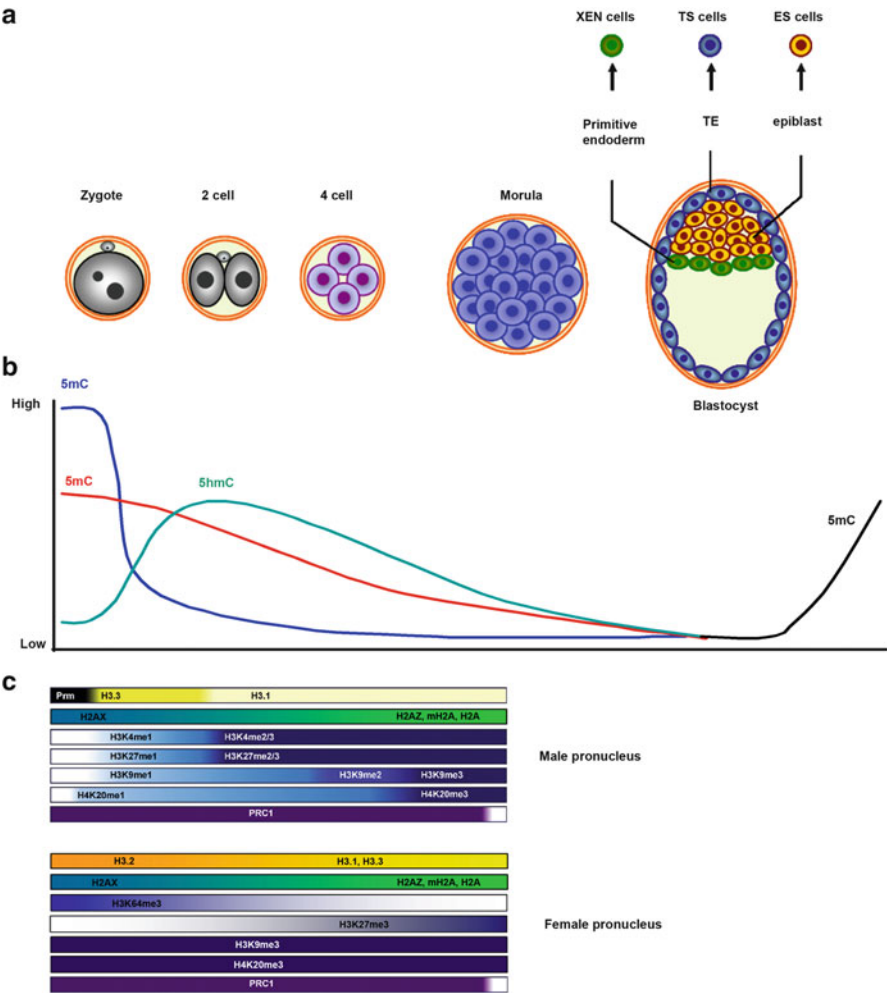 a
XEN cells TS cells ES cells
Primitive endoderm TE epiblast
Zygote 2 cell 4 cell Morula
Blastocyst
b
High
5mC
5mC
5hmC
5mC
Low
c
Prm H3.3 H3.1
H2AX H2AZ, mH2A, H2A
H3K4me1 H3K4me2/3
H3K27me1 H3K27me2/3
H3K9me1 H3K9me2 H3K9me3
H4K20me1 H4K20me3
PRC1
Male pronucleus
H3.2 H3.1, H3.3
H2AX H2AZ, mH2A, H2A
H3K64me3
H3K27me3
H3K9me3
H4K20me3
PRC1
Female pronucleus